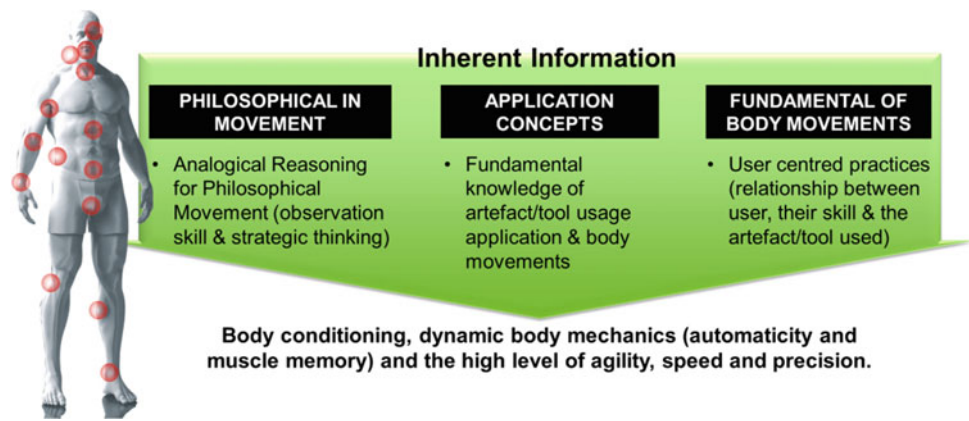 Inherent Information
PHILOSOPHICAL IN
MOVEMENT
• Analogical Reasoning
for Philosophical
Movement (observation
skill & strategic thinking)
APPLICATION
CONCEPTS
• Fundamental
knowledge of
artefact/tool usage
application & body
movements
FUNDAMENTAL OF
BODY MOVEMENTS
• User centred practices
(relationship between
user, their skill & the
artefact/tool used)
Body conditioning, dynamic body mechanics (automaticity and
muscle memory) and the high level of agility, speed and precision.